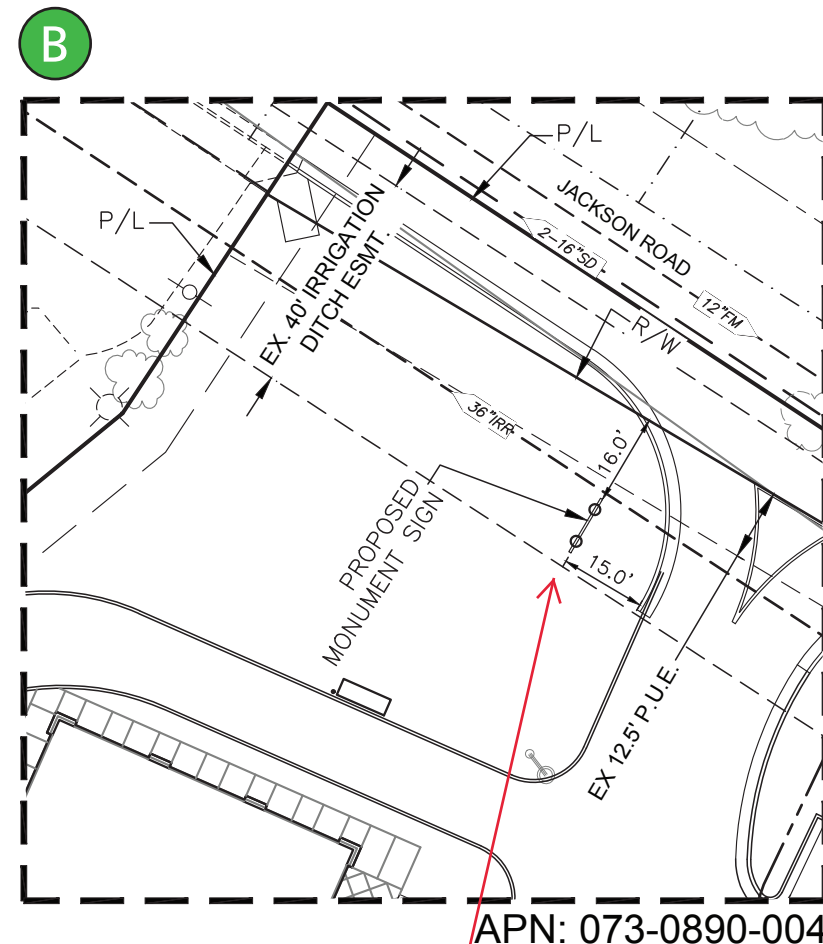 B
P/L
P/L
JACKSON ROAD
2-16"SD
12"FM
EX. 40' IRRIGATION
DITCH ESMT.
R/W
36"IRR
16.0'
PROPOSED
MONUMENT SIGN
15.0'
EX 12.5' P.U.E.
APN: 073-0890-004